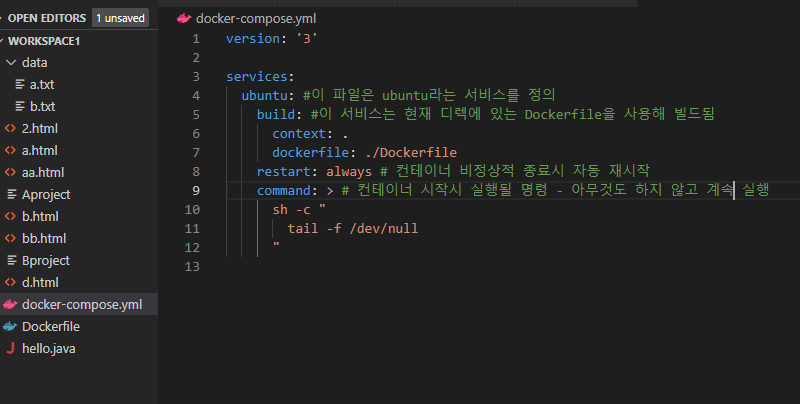 OPEN EDITORS 1 unsaved
WORKSPACE1
data
a.txt
b.txt
2.html
a.html
aa.html
Aproject
b.html
bb.html
Bproject
d.html
docker-compose.yml
Dockerfile
J hello.java
docker-compose.yml
1 version: '3'
2
3 services:
4 ubuntu: #이 파일은 ubuntu라는 서비스를 정의
5 build: #이 서비스는 현재 디렉에 있는 Dockerfile을 사용해 빌드됨
6 context: .
7 dockerfile: ./Dockerfile
8 restart: always # 컨테이너 비정상적 종료시 자동 재시작
9 command: > # 컨테이너 시작시 실행될 명령 - 아무것도 하지 않고 계속 실행
10 sh -c "
11 tail -f /dev/null
12 "
13